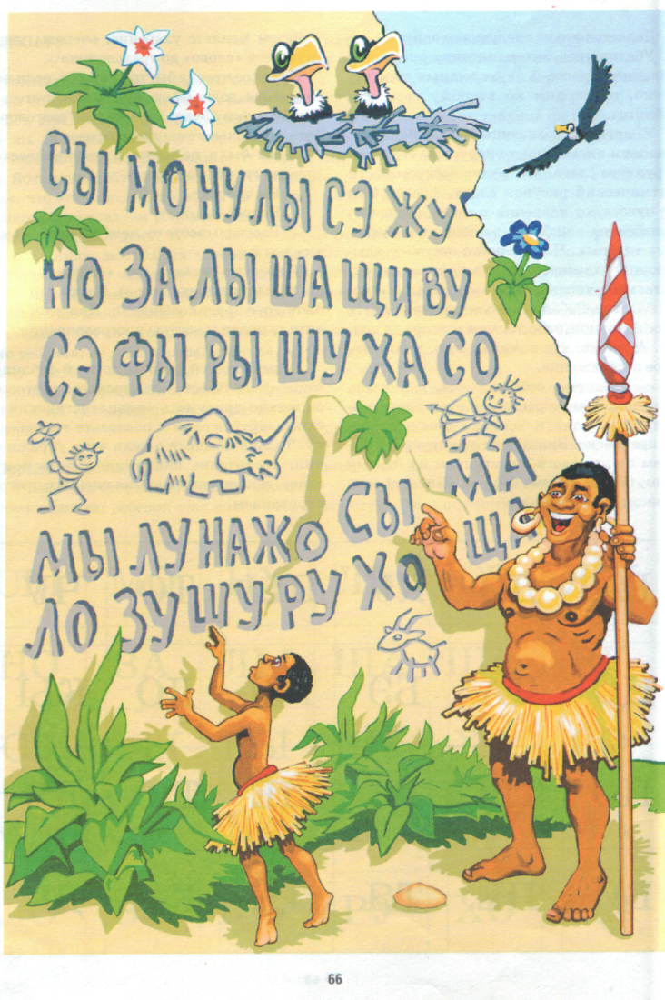 СЫ МО НУ ЛЫ СЭ ЖУ
НО ЗА ЛЫ ША ЩИ ВУ
СЭ ФЫ РЫ ШУ ХА СО
МЫ ЛУ НА ЖО СЫ МА
ЛО ЗУ ШУ РУ ХО ЩА
66